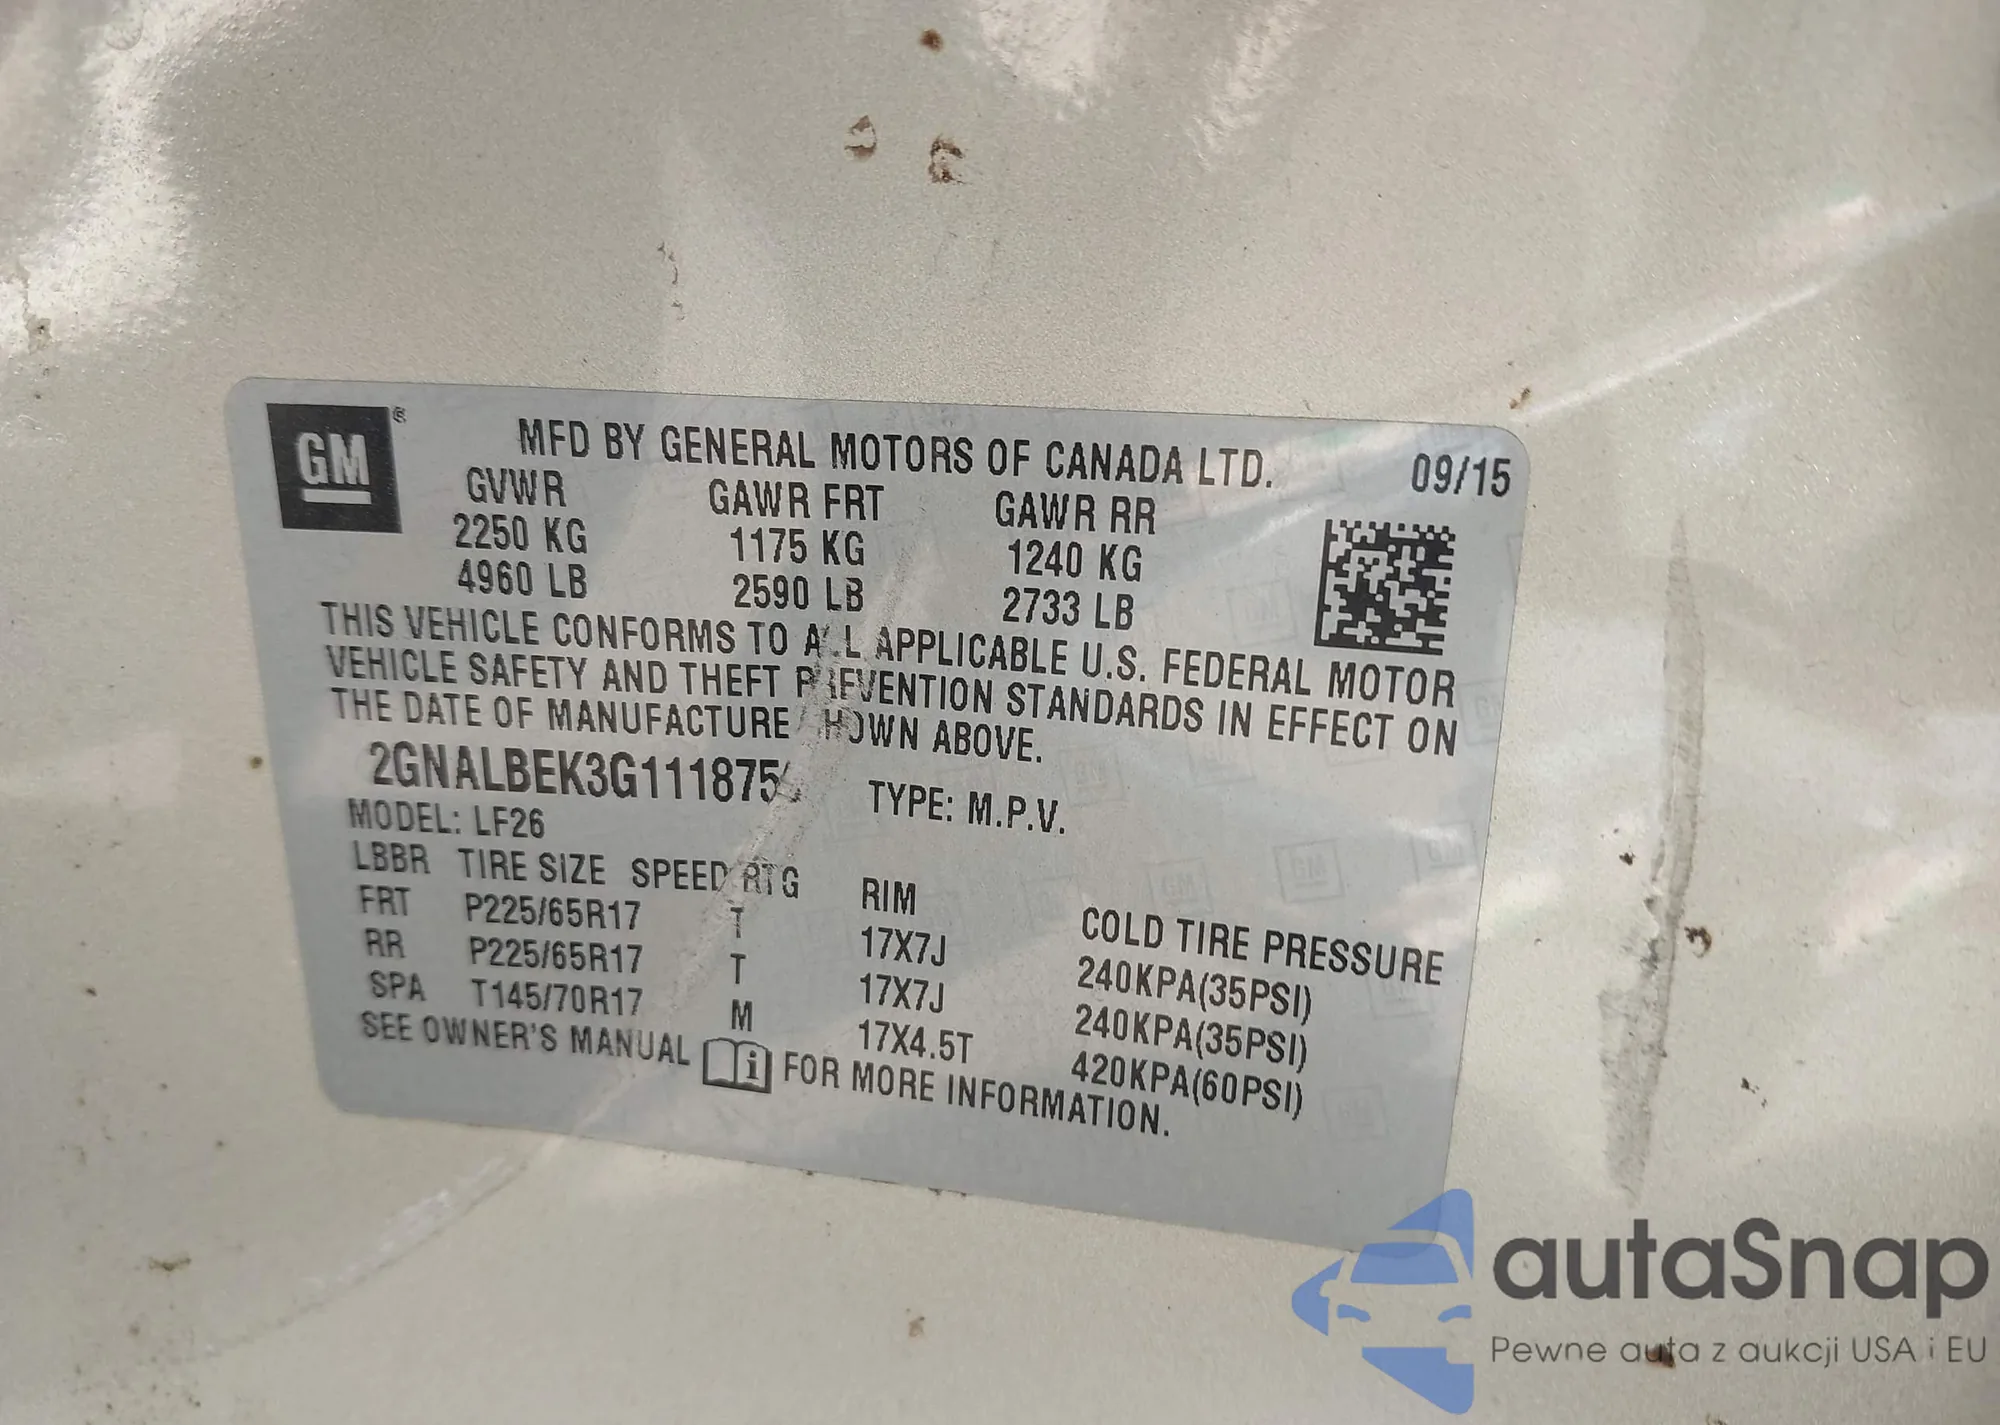 GM ®
MFD BY GENERAL MOTORS OF CANADA LTD. 09/15
GVWR GAWR FRT GAWR RR
2250 KG 1175 KG 1240 KG
4960 LB 2590 LB 2733 LB
THIS VEHICLE CONFORMS TO ALL APPLICABLE U.S. FEDERAL MOTOR
VEHICLE SAFETY AND THEFT PREVENTION STANDARDS IN EFFECT ON
THE DATE OF MANUFACTURE SHOWN ABOVE.
TYPE: M.P.V.
MODEL: LF26
LBBR TIRE SIZE SPEED RTG RIM COLD TIRE PRESSURE
FRT P225/65R17 T 17X7J 240KPA(35PSI)
RR P225/65R17 T 17X7J 240KPA(35PSI)
SPA T145/70R17 M 17X4.5T 420KPA(60PSI)
SEE OWNER'S MANUAL i FOR MORE INFORMATION.
autaSnap
Pewne auta z aukcji USA i EU